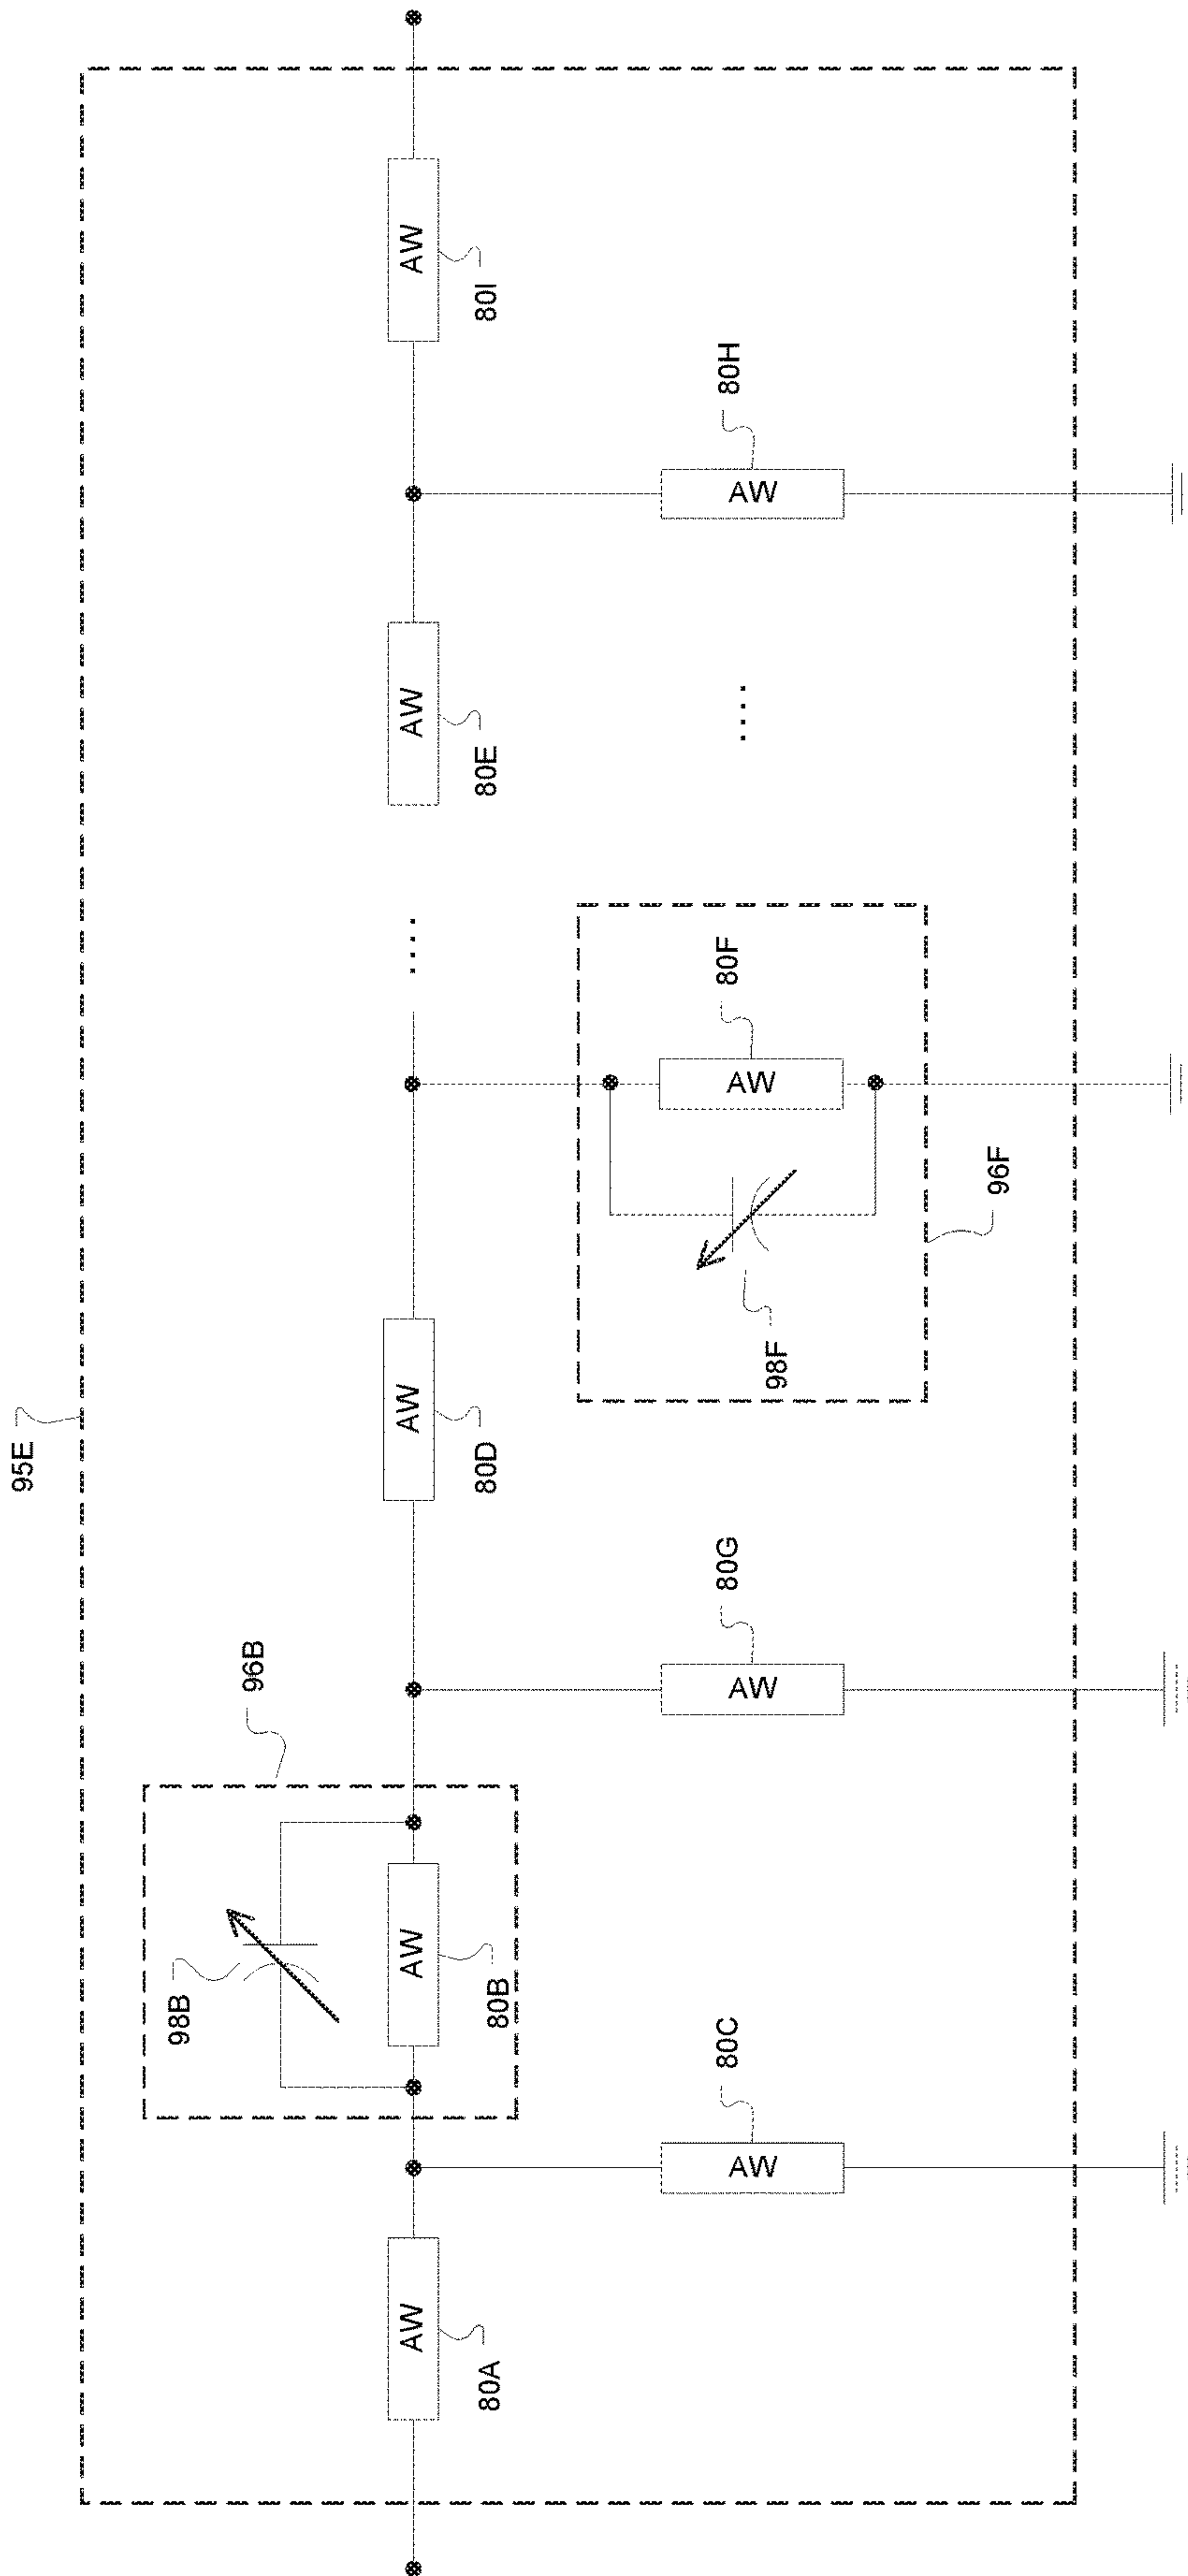 95E
98B
96B
AW
80A
AW
80B
AW
80D
....
AW
80E
AW
80I
AW
80C
AW
80G
98F
AW
80F
96F
....
AW
80H